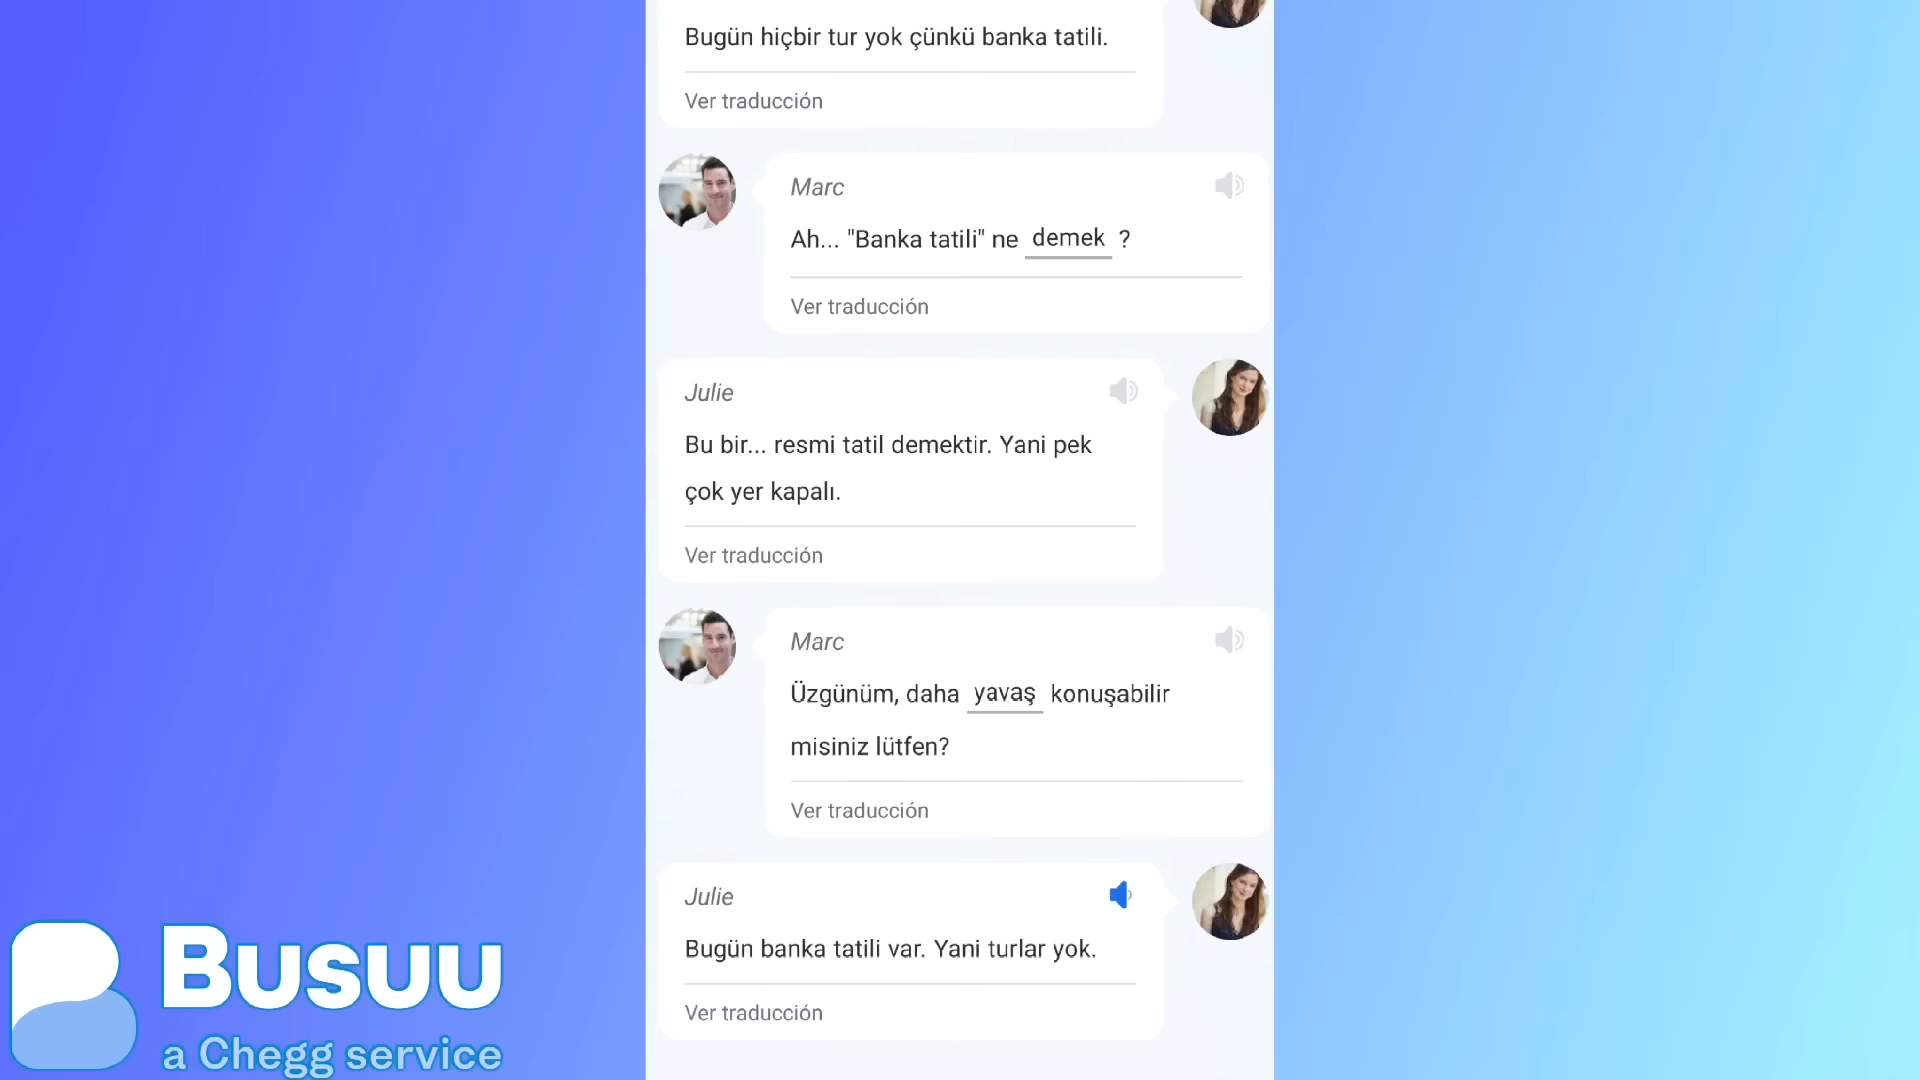 Bugün hiçbir tur yok çünkü banka tatili.
Ver traducción
Marc
Ah... "Banka tatili" ne demek ?
Ver traducción
Julie
Bu bir... resmi tatil demektir. Yani pek
çok yer kapalı.
Ver traducción
Marc
Üzgünüm, daha yavaş konuşabilir
misiniz lütfen?
Ver traducción
Julie
Bugün banka tatili var. Yani turlar yok.
Ver traducción
BUSUU
a Chegg service